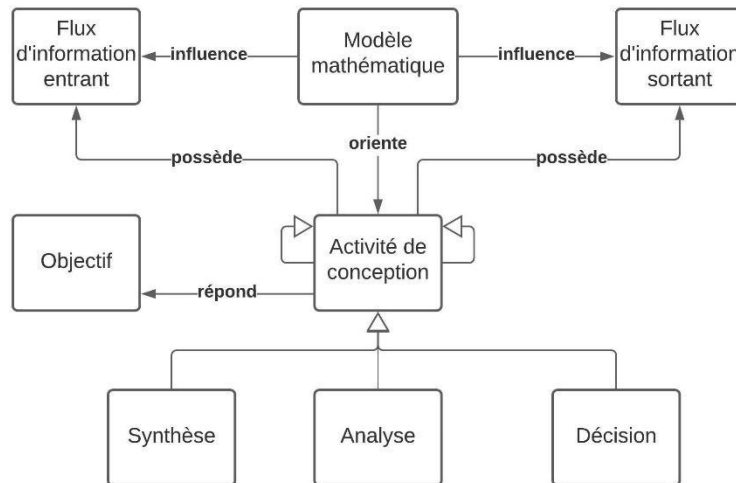 Flux
d'information
entrant
influence
Modèle
mathématique
influence
Flux
d'information
sortant
oriente
possède
possède
Objectif
Activité de
conception
répond
Synthèse
Analyse
Décision